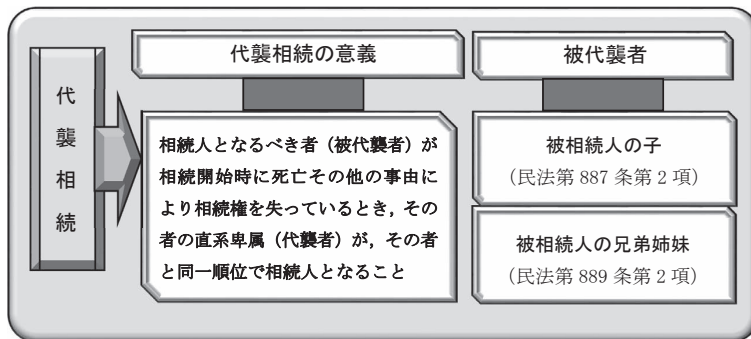 代襲相続
代襲相続の意義
相続人となるべき者（被代襲者）が
相続開始時に死亡その他の事由に
より相続権を失っているとき，その
者の直系卑属（代襲者）が，その者
と同一順位で相続人となること
被代襲者
被相続人の子
（民法第 887 条第 2 項）
被相続人の兄弟姉妹
（民法第 889 条第 2 項）